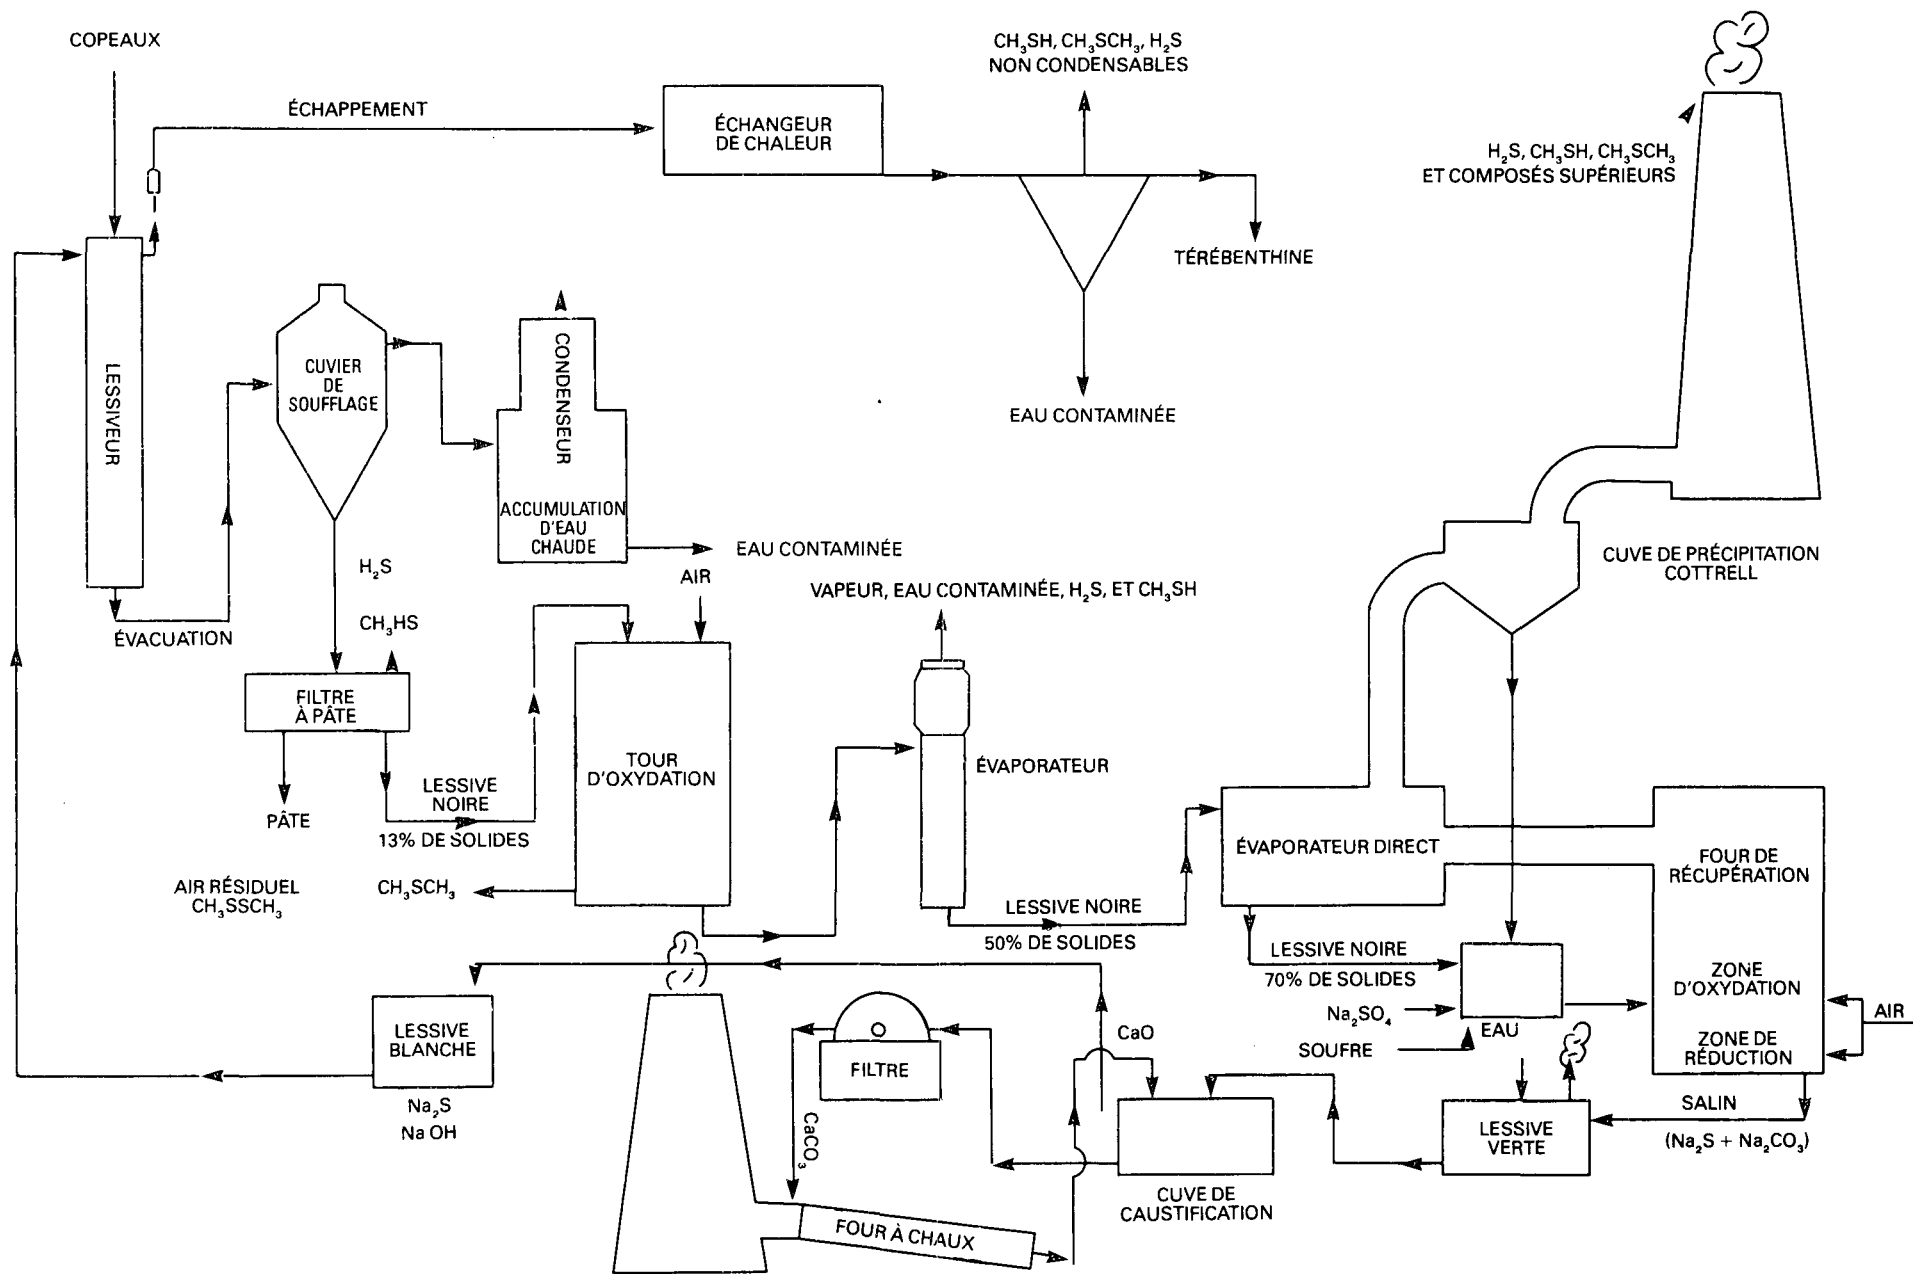 COPEAUX
ÉCHAPPEMENT
ÉCHANGEUR
DE CHALEUR
CH₃SH, CH₃SCH₃, H₂S
NON CONDENSABLES
H₂S, CH₃SH, CH₃SCH₃
ET COMPOSÉS SUPÉRIEURS
TÉRÉBENTHINE
EAU CONTAMINÉE
LESSIVEUR
CUVIER
DE
SOUFFLAGE
CONDENSEUR
ACCUMULATION
D'EAU
CHAUDE
EAU CONTAMINÉE
CUVE DE PRÉCIPITATION
COTTRELL
H₂S
AIR
VAPEUR, EAU CONTAMINÉE, H₂S, ET CH₃SH
ÉVACUATION
CH₃HS
FILTRE
À PÂTE
TOUR
D'OXYDATION
ÉVAPORATEUR
LESSIVE
NOIRE
13% DE SOLIDES
PÂTE
AIR RÉSIDUEL
CH₃SSCH₃
CH₃SCH₃
ÉVAPORATEUR DIRECT
FOUR DE
RÉCUPÉRATION
LESSIVE NOIRE
50% DE SOLIDES
LESSIVE NOIRE
70% DE SOLIDES
ZONE
D'OXYDATION
Na₂SO₄
EAU
AIR
SOUFRE
ZONE DE
RÉDUCTION
LESSIVE
BLANCHE
Na₂S
Na OH
FILTRE
CaO
CaCO₃
SALIN
(Na₂S + Na₂CO₃)
LESSIVE
VERTE
CUVE DE
CAUSTIFICATION
FOUR À CHAUX